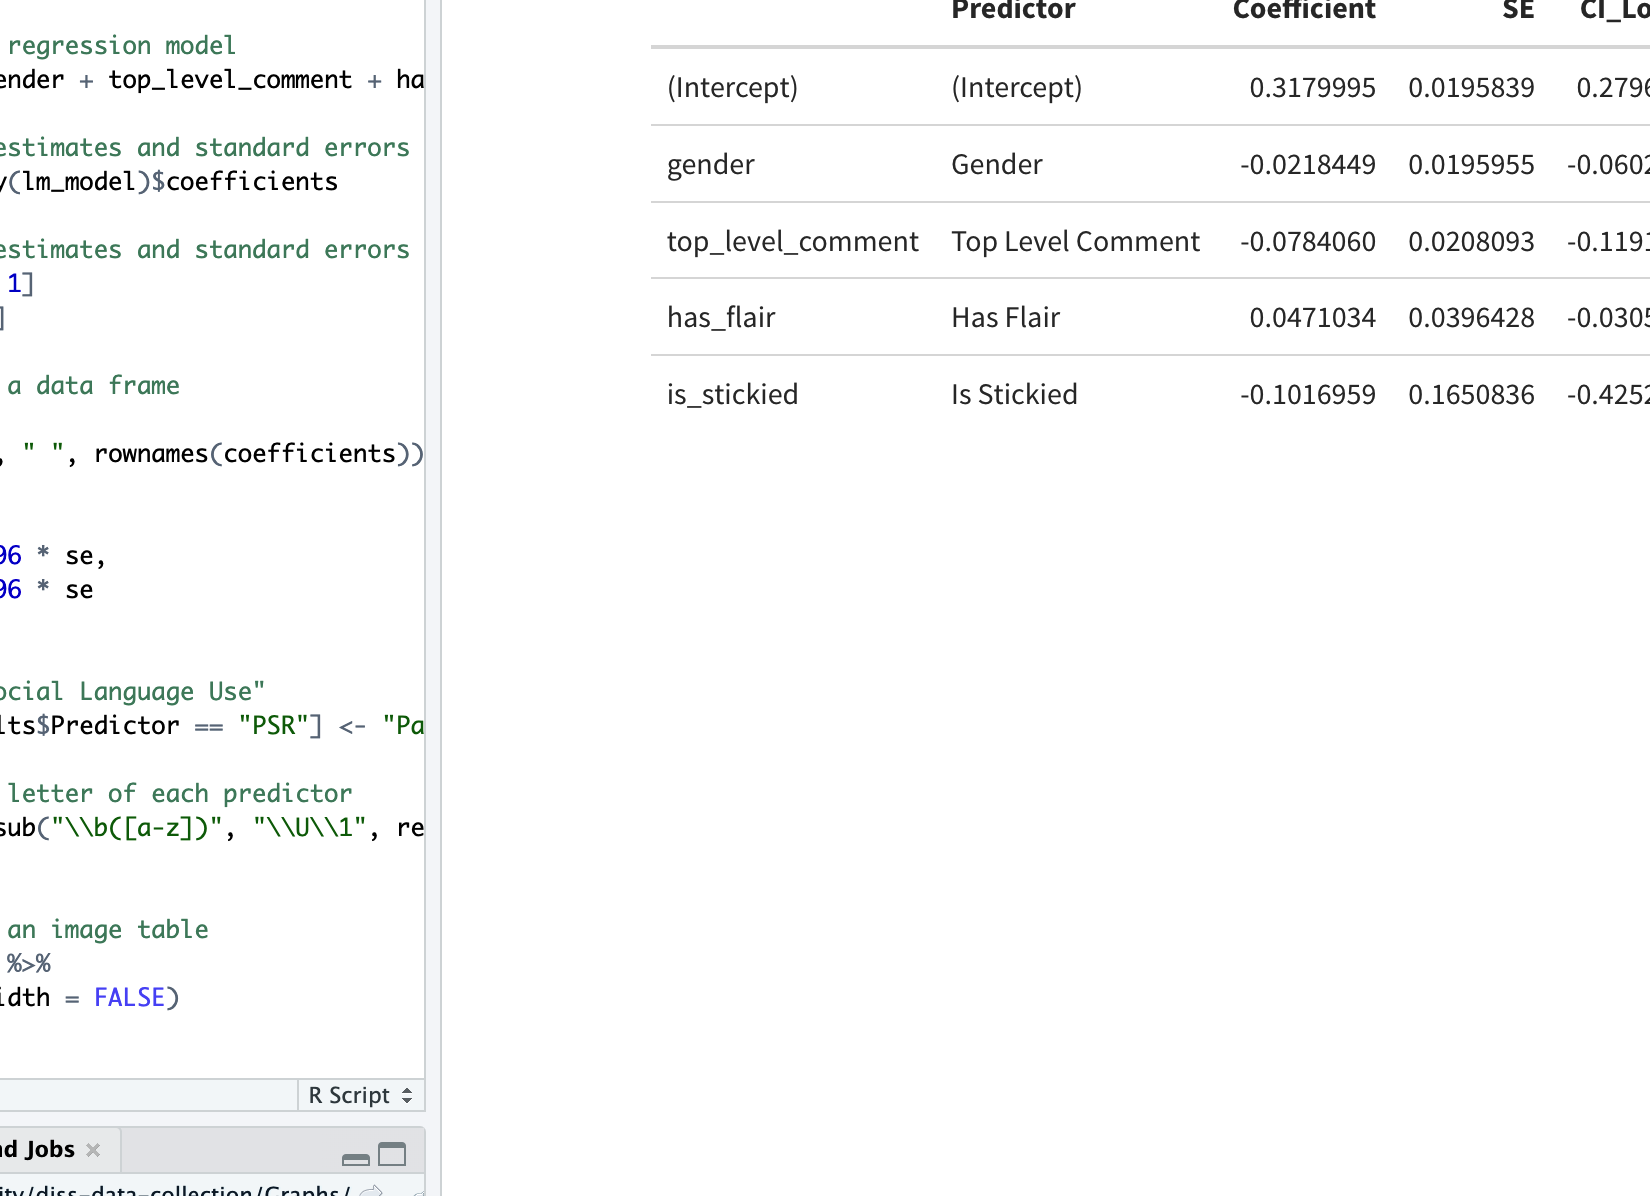 regression model
ender + top_level_comment + ha
estimates and standard errors
y(lm_model)$coefficients
estimates and standard errors
1]
]
a data frame
, " ", rownames(coefficients))
96 * se,
96 * se
ocial Language Use"
lts$Predictor == "PSR"] <- "Pa
letter of each predictor
sub("\\b([a-z])", "\\U\\1", re
an image table
%>%
idth = FALSE)
R Script
nd Jobs
ity/diss-data-collection/Graphs/
Predictor Coefficient SE CI_Lo
(Intercept) (Intercept) 0.3179995 0.0195839 0.2796
gender Gender -0.0218449 0.0195955 -0.0602
top_level_comment Top Level Comment -0.0784060 0.0208093 -0.1191
has_flair Has Flair 0.0471034 0.0396428 -0.0305
is_stickied Is Stickied -0.1016959 0.1650836 -0.4252